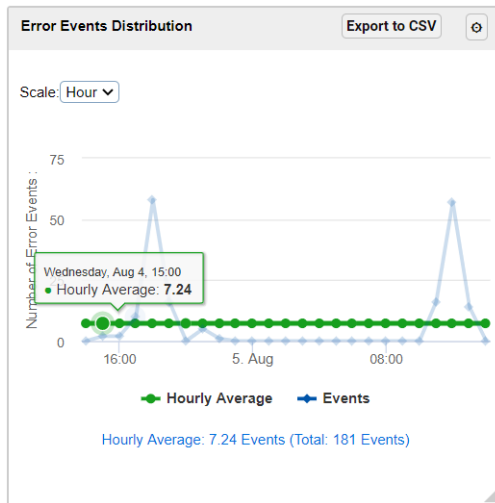 Error Events Distribution
Export to CSV
Scale: Hour
Number of Error Events :
75
50
0
Wednesday, Aug 4, 15:00
Hourly Average: 7.24
16:00
5. Aug
08:00
Hourly Average
Events
Hourly Average: 7.24 Events (Total: 181 Events)